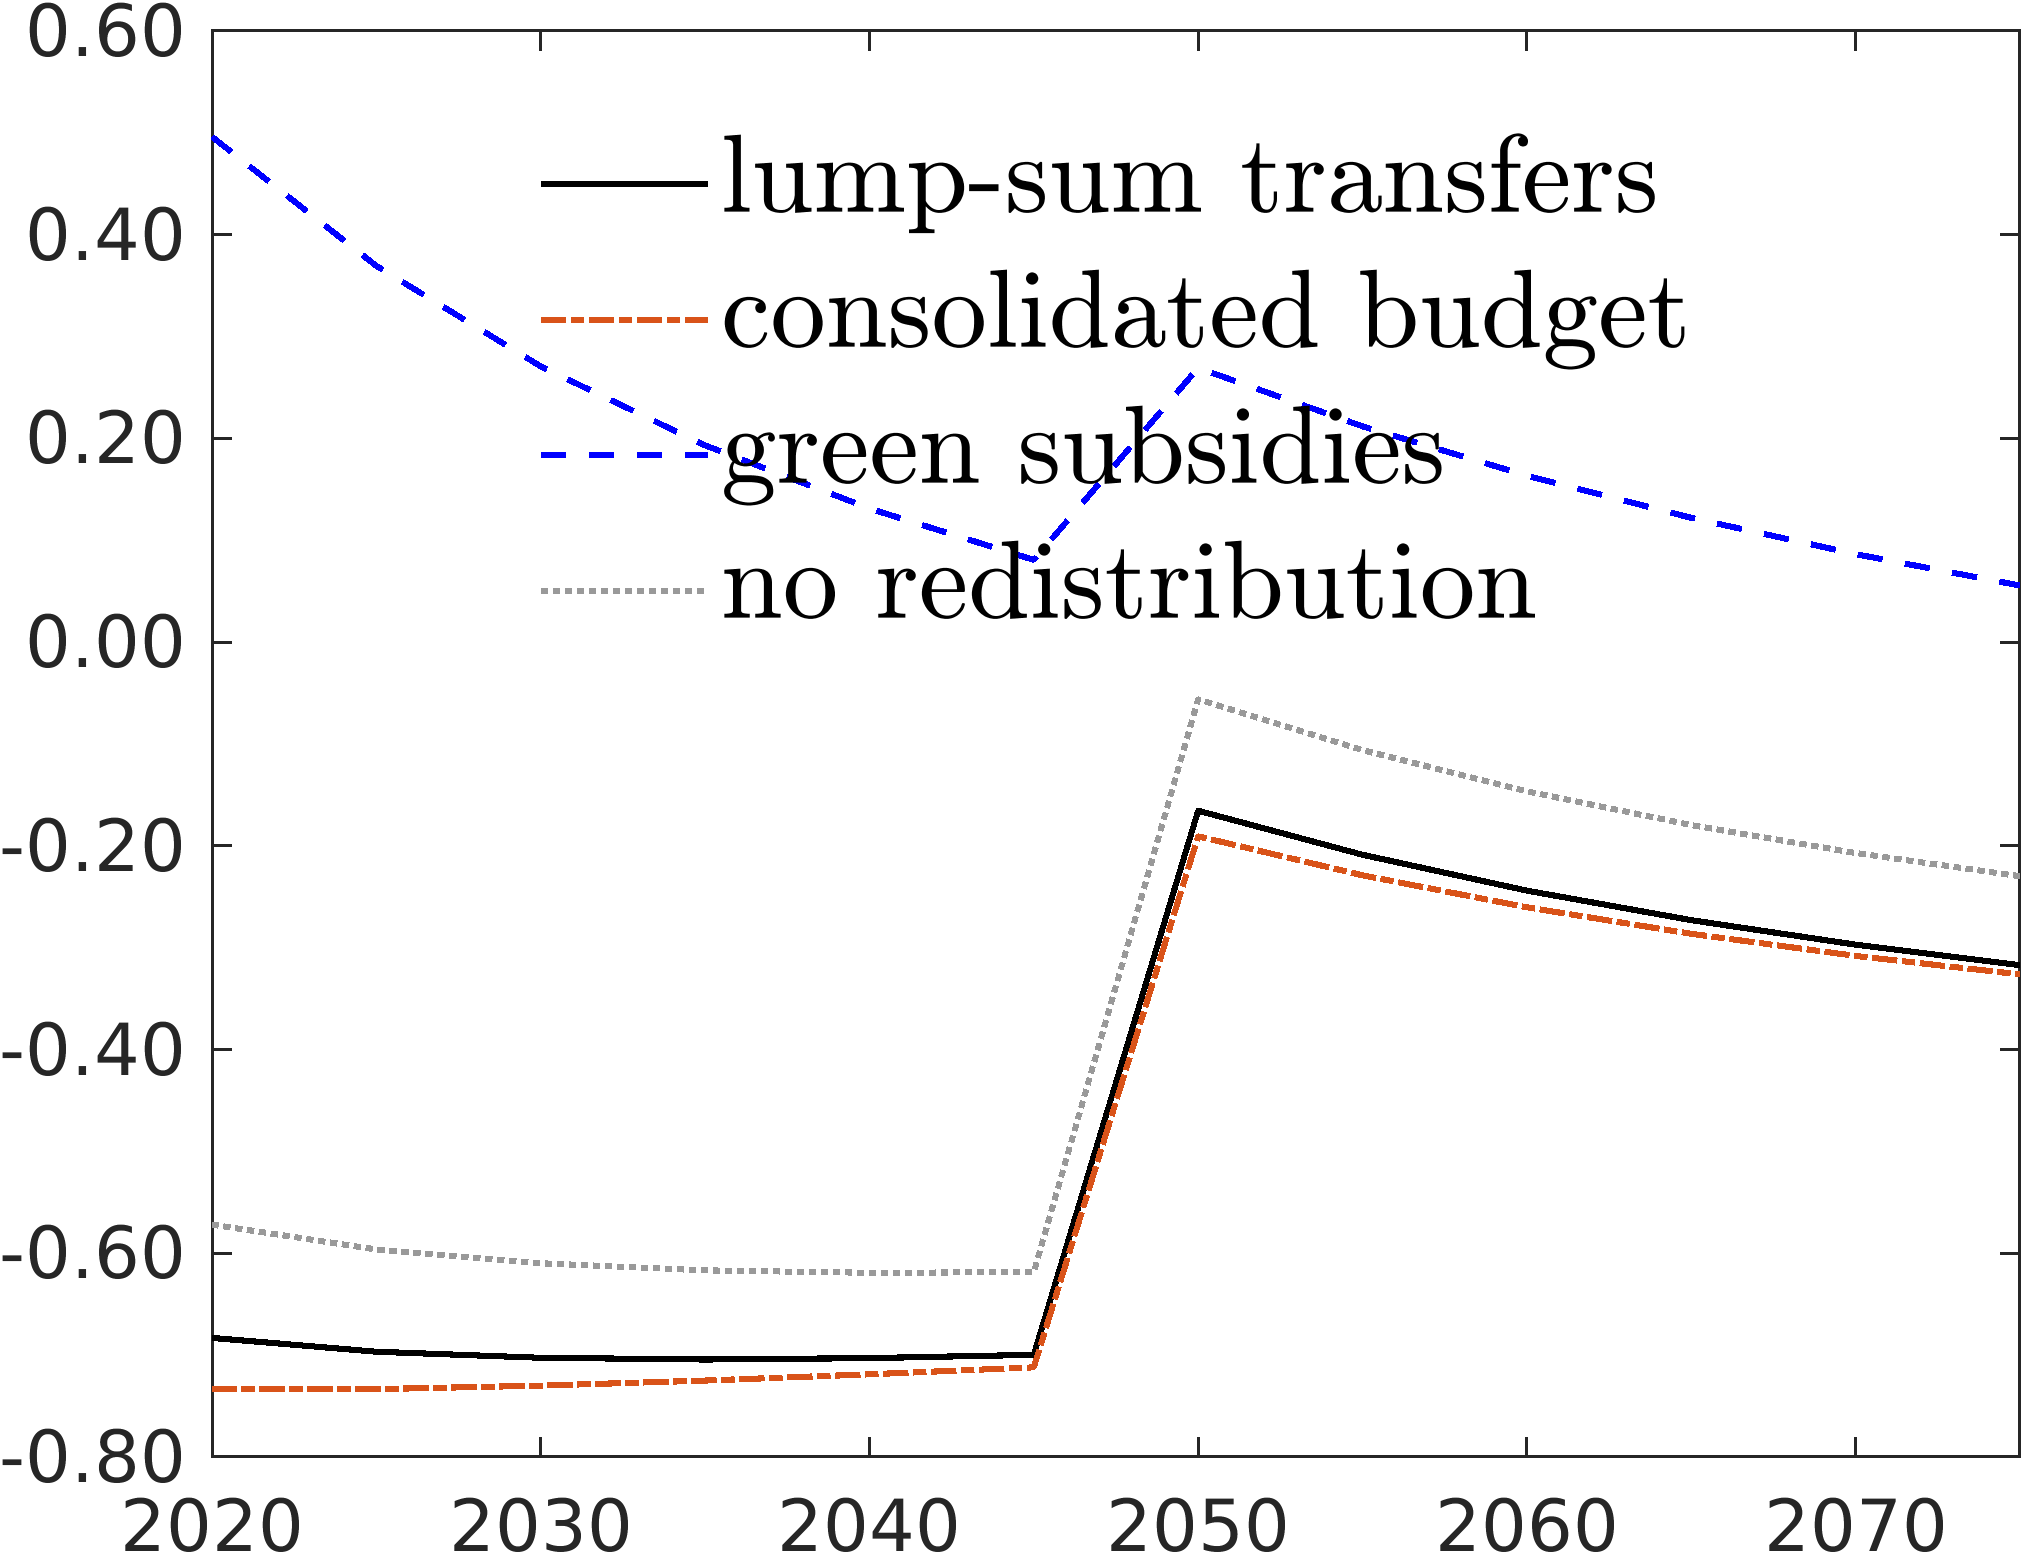 0.60
lump-sum transfers
0.40
consolidated budget
0.20
green subsidies
no redistribution
0.00
-0.20
-0.40
-0.60
-0.80
2020 2030 2040 2050 2060 2070